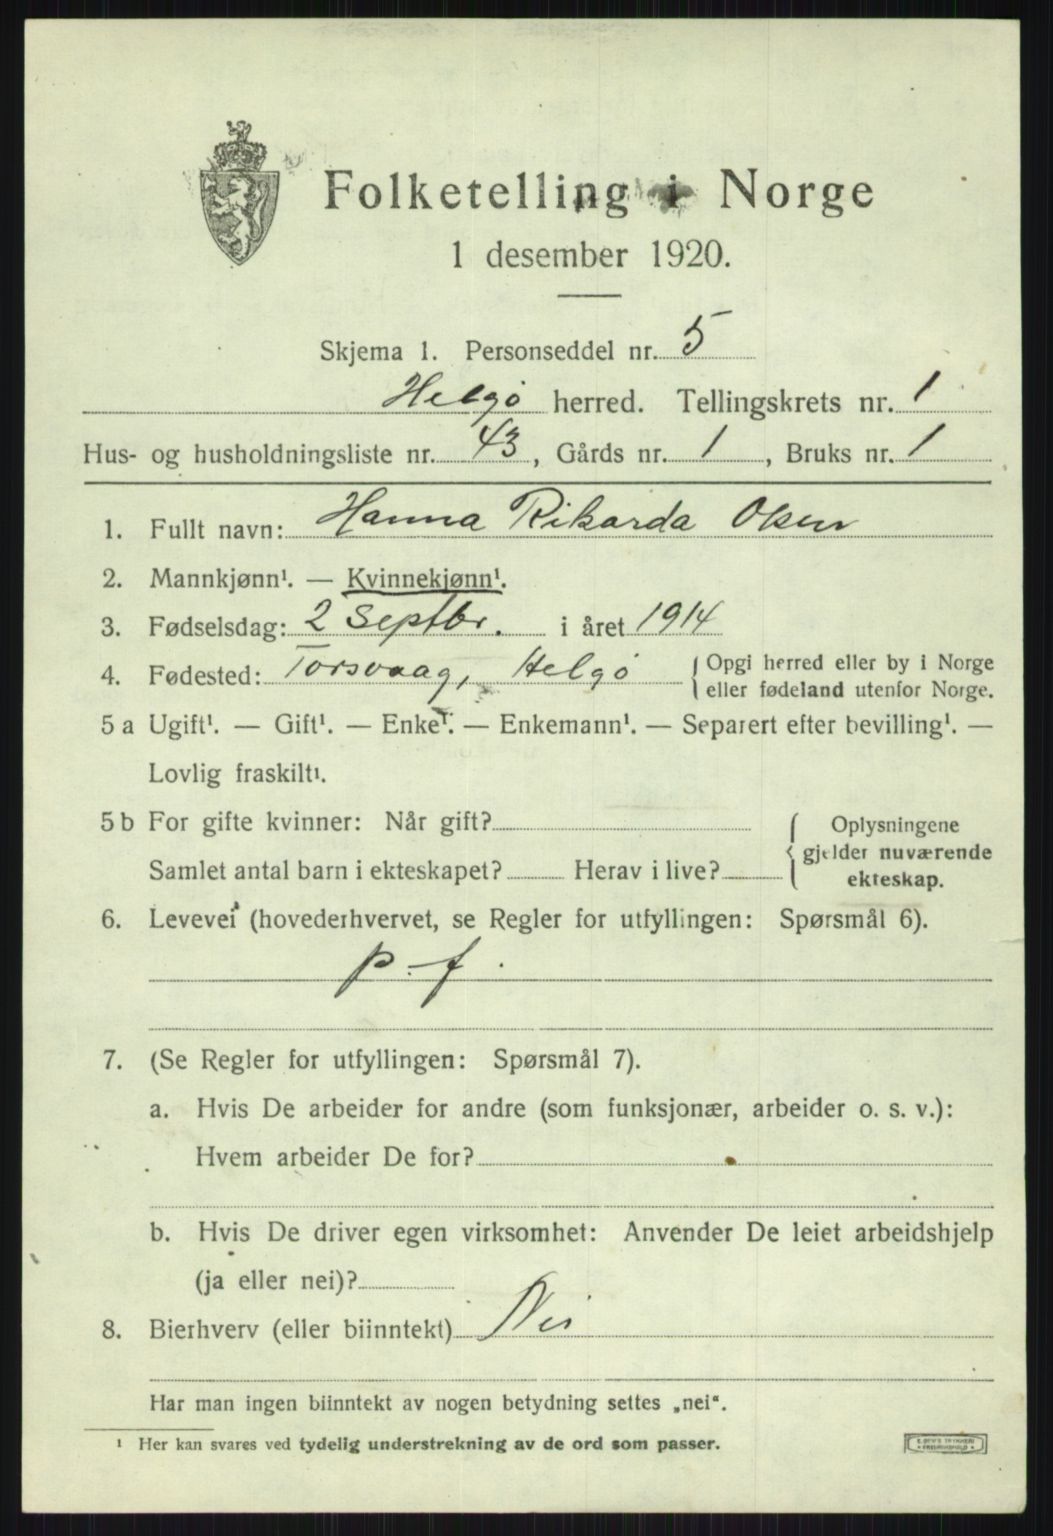 Folketelling i Norge
1 desember 1920.
Skjema 1. Personseddel nr. 5
Helgø herred. Tellingskrets nr. 1
Hus- og husholdningsliste nr. 43, Gårds nr. 1, Bruks nr. 1
1. Fullt navn: Hanna Rikarda Olsen
2. Mannkjønn¹. — Kvinnekjønn¹.
3. Fødselsdag: 2 Septbr. i året 1914
4. Fødested: Torsvaag, Helgø { Opgi herred eller by i Norge
eller fødeland utenfor Norge.
5 a Ugift¹. — Gift¹. — Enke¹. — Enkemann¹. — Separert efter bevilling¹. —
Lovlig fraskilt¹.
5 b For gifte kvinner: Når gift?
Samlet antal barn i ekteskapet? Herav i live?
{ Oplysningene
gjelder nuværende
ekteskap.
6. Levevei (hovederhvervet, se Regler for utfyllingen: Spørsmål 6).
p-f.
7. (Se Regler for utfyllingen: Spørsmål 7).
a. Hvis De arbeider for andre (som funksjonær, arbeider o. s. v.):
Hvem arbeider De for?
b. Hvis De driver egen virksomhet: Anvender De leiet arbeidshjelp
(ja eller nei)?
8. Bierhverv (eller biinntekt) Nei
Har man ingen biinntekt av nogen betydning settes „nei“.
¹ Her kan svares ved tydelig understrekning av de ord som passer.